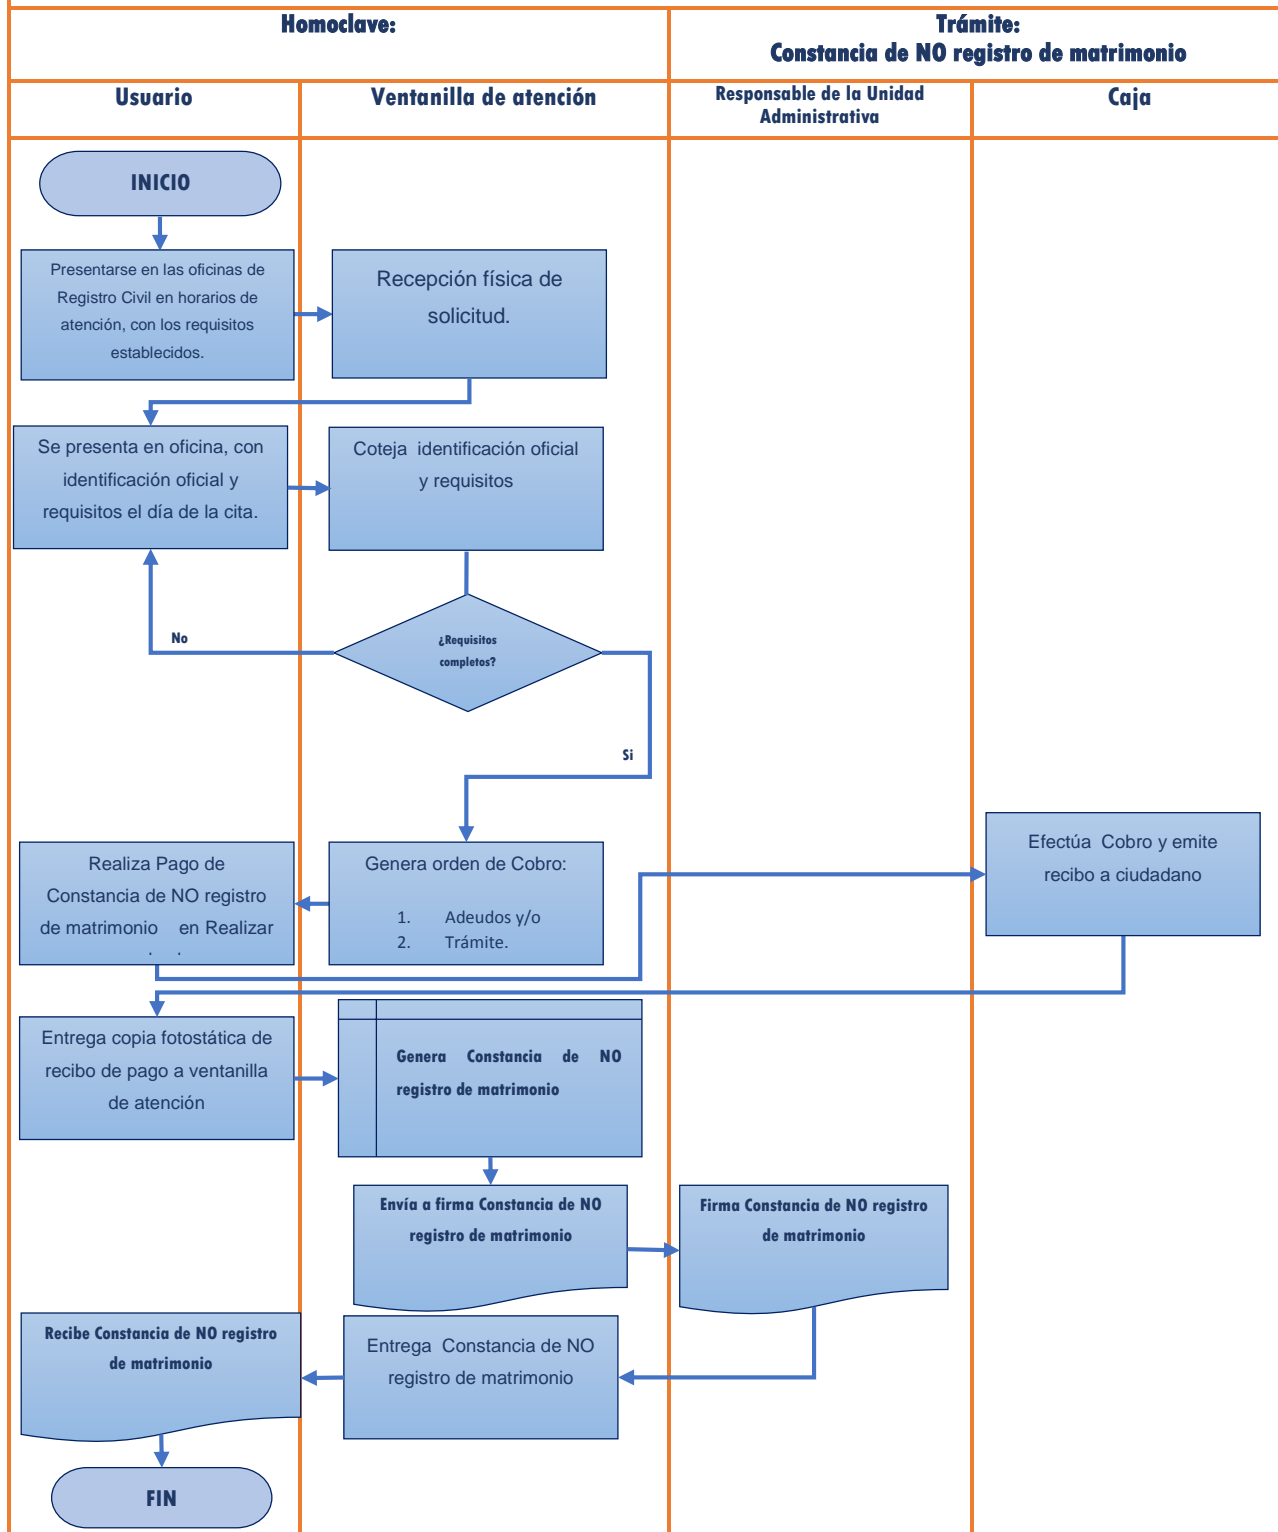 Homoclave:
Trámite:
Constancia de NO registro de matrimonio
Usuario
Ventanilla de atención
Responsable de la Unidad
Administrativa
Caja
INICIO
Presentarse en las oficinas de
Registro Civil en horarios de
atención, con los requisitos
establecidos.
Recepción física de
solicitud.
Se presenta en oficina, con
identificación oficial y
requisitos el día de la cita.
Coteja identificación oficial
y requisitos
¿Requisitos
completos?
No
Si
Realiza Pago de
Constancia de NO registro
de matrimonio en Realizar
Genera orden de Cobro:
1. Adeudos y/o
2. Trámite.
Efectúa Cobro y emite
recibo a ciudadano
Entrega copia fotostática de
recibo de pago a ventanilla
de atención
Genera Constancia de NO
registro de matrimonio
Envía a firma Constancia de NO
registro de matrimonio
Firma Constancia de NO registro
de matrimonio
Recibe Constancia de NO registro
de matrimonio
Entrega Constancia de NO
registro de matrimonio
FIN